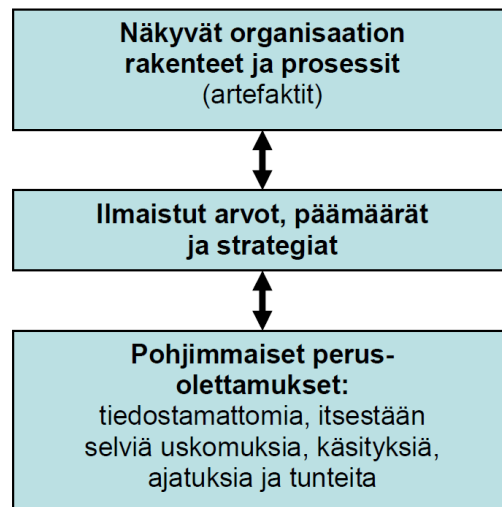 Näkyvät organisaation
rakenteet ja prosessit
(artefaktit)
Ilmaistut arvot, päämäärät
ja strategiat
Pohjimmaiset perus-
olettamukset:
tiedostamattomia, itsestään
selviä uskomuksia, käsityksiä,
ajatuksia ja tunteita